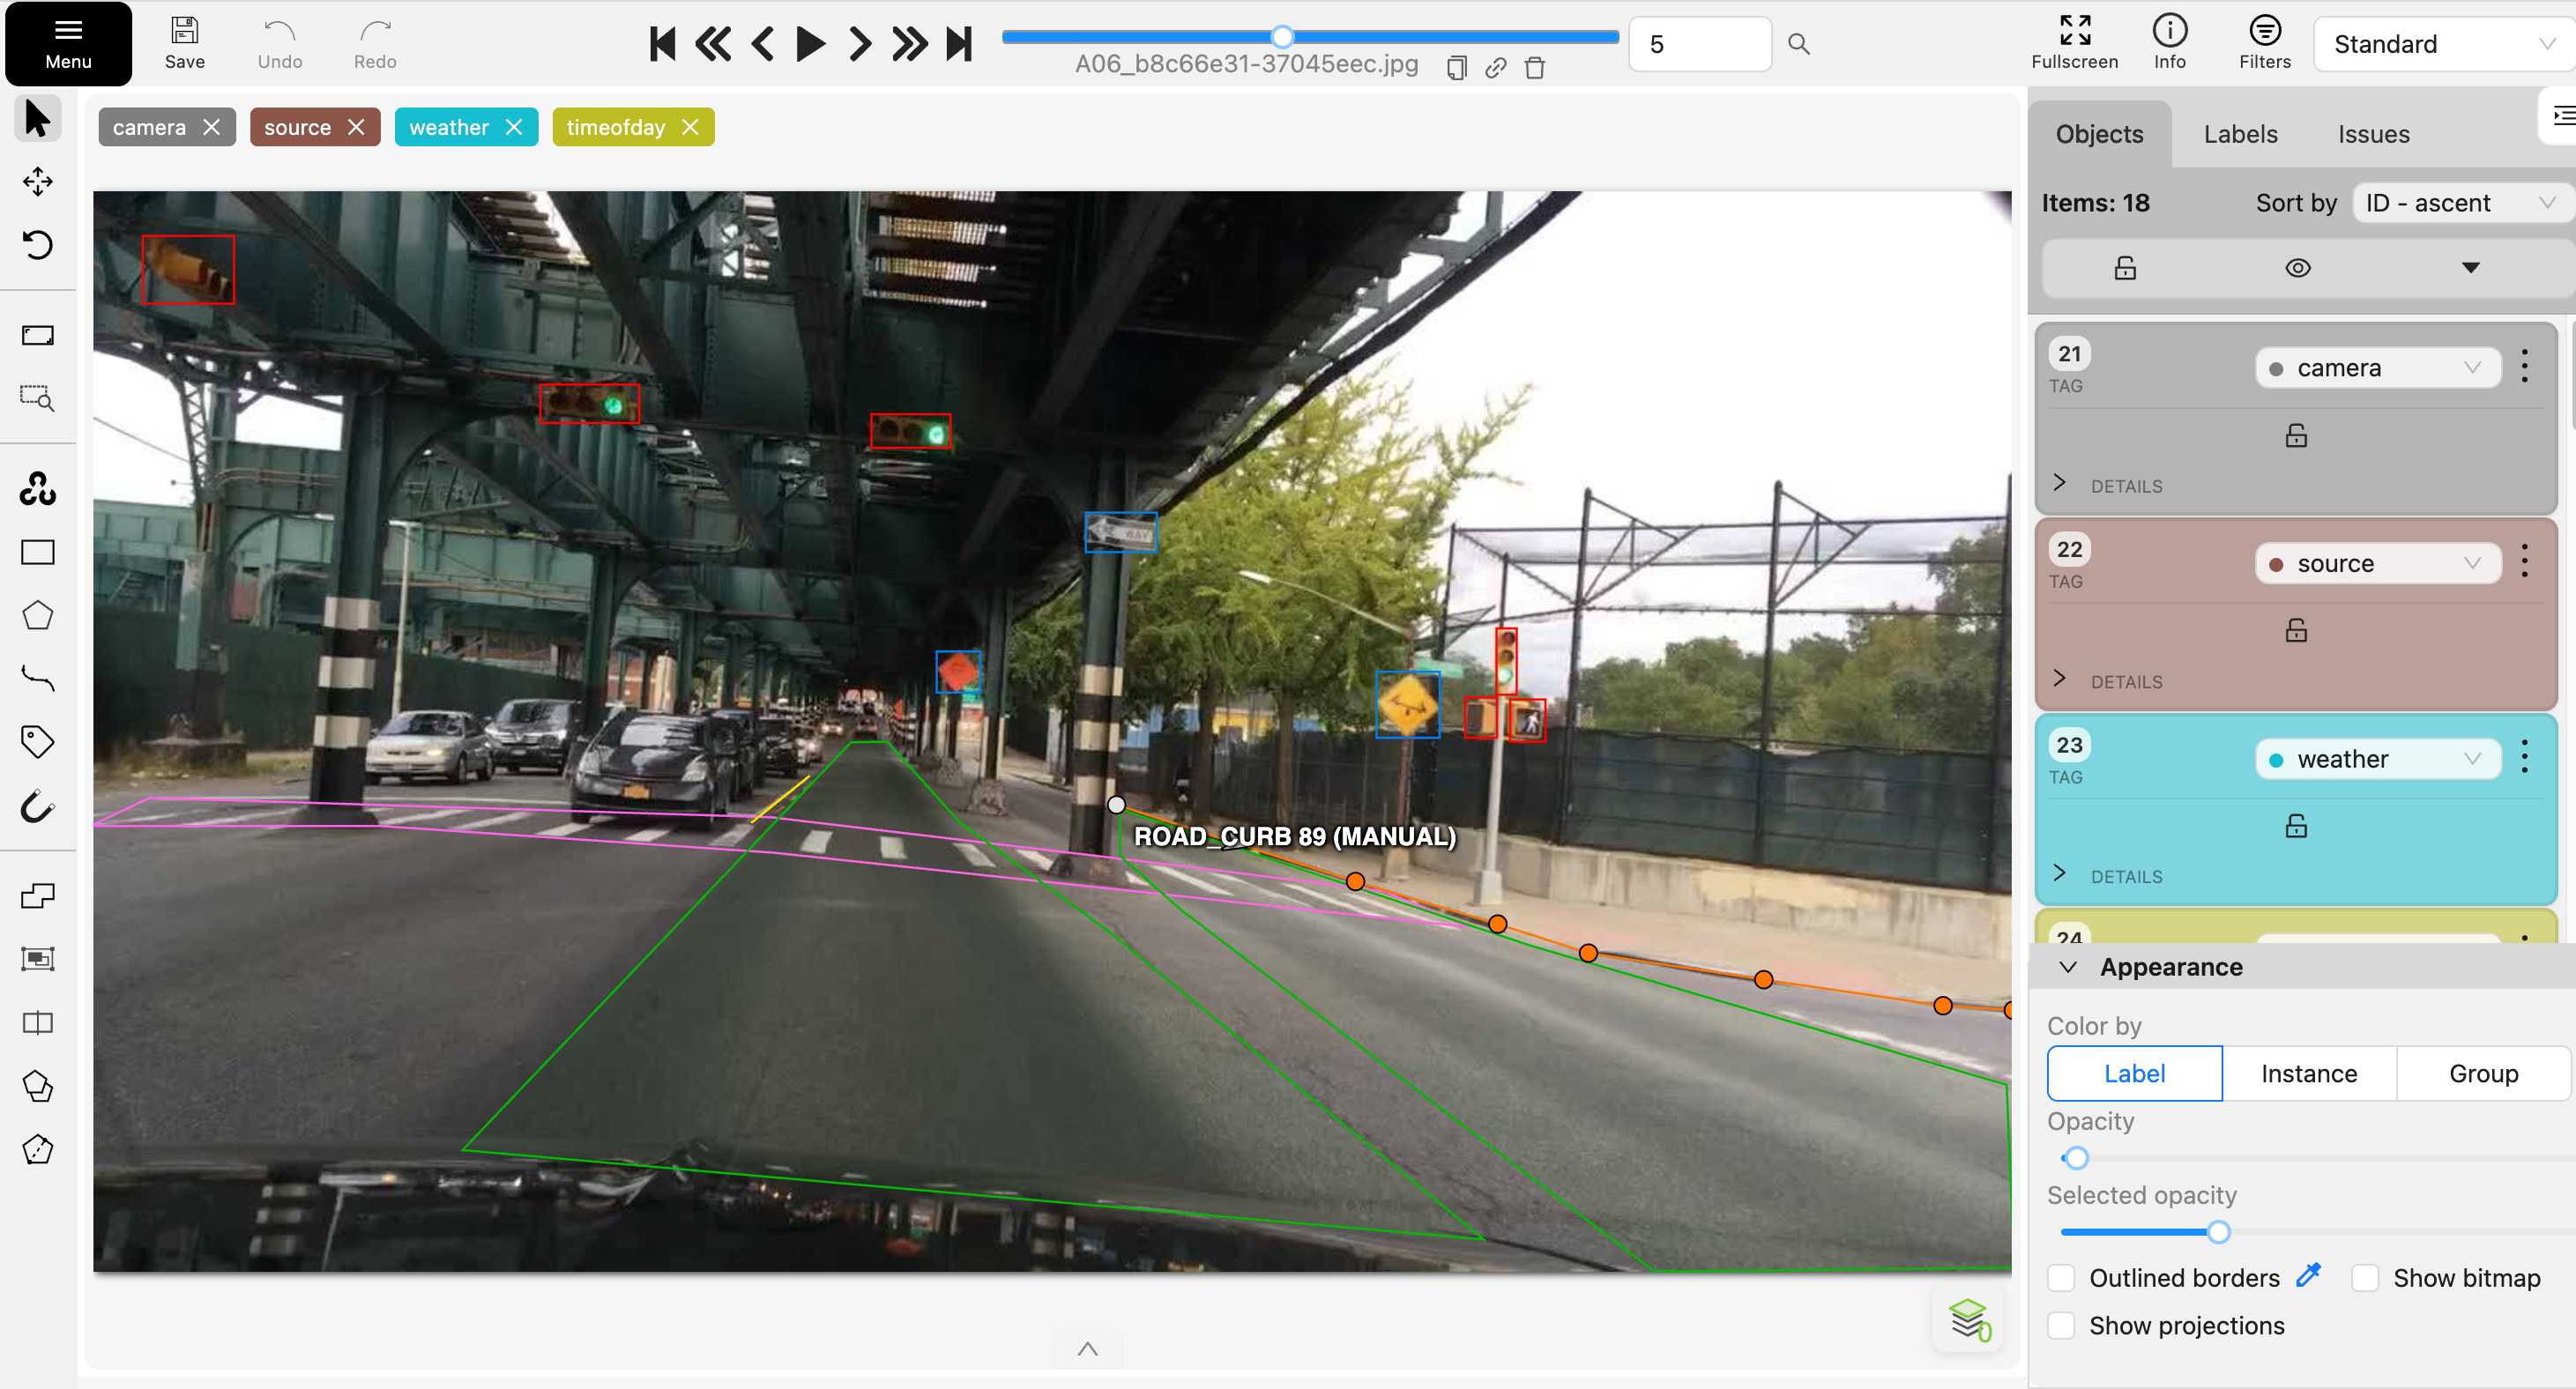 Menu
Save
Undo
Redo
A06_b8c66e31-37045eec.jpg
5
Fullscreen
Info
Filters
Standard
camera
source
weather
timeofday
Objects
Labels
Issues
Items: 18
Sort by
ID - ascent
21
TAG
camera
DETAILS
22
TAG
source
DETAILS
23
TAG
weather
DETAILS
24
WAY
ROAD_CURB 89 (MANUAL)
Appearance
Color by
Label
Instance
Group
Opacity
Selected opacity
Outlined borders
Show bitmap
Show projections
0